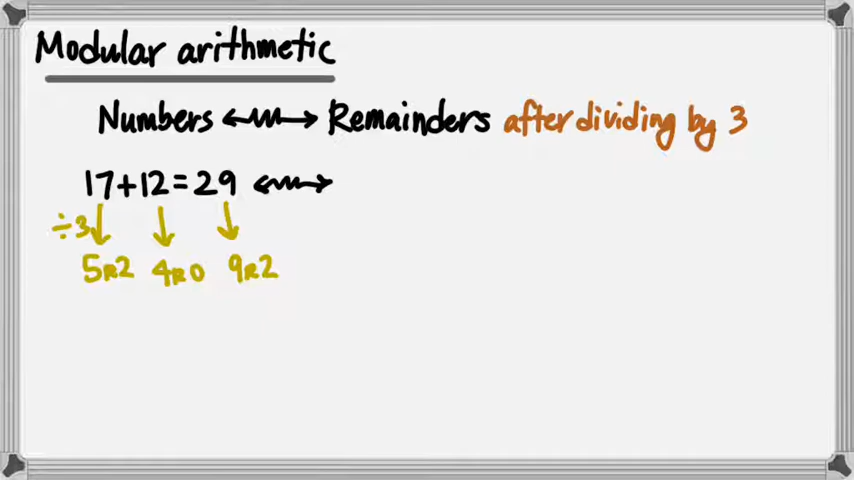 Modular arithmetic
Numbers ↔ Remainders after dividing by 3
17+12=29 ↔
÷3 ↓ ↓ ↓
5R2 4R0 9R2